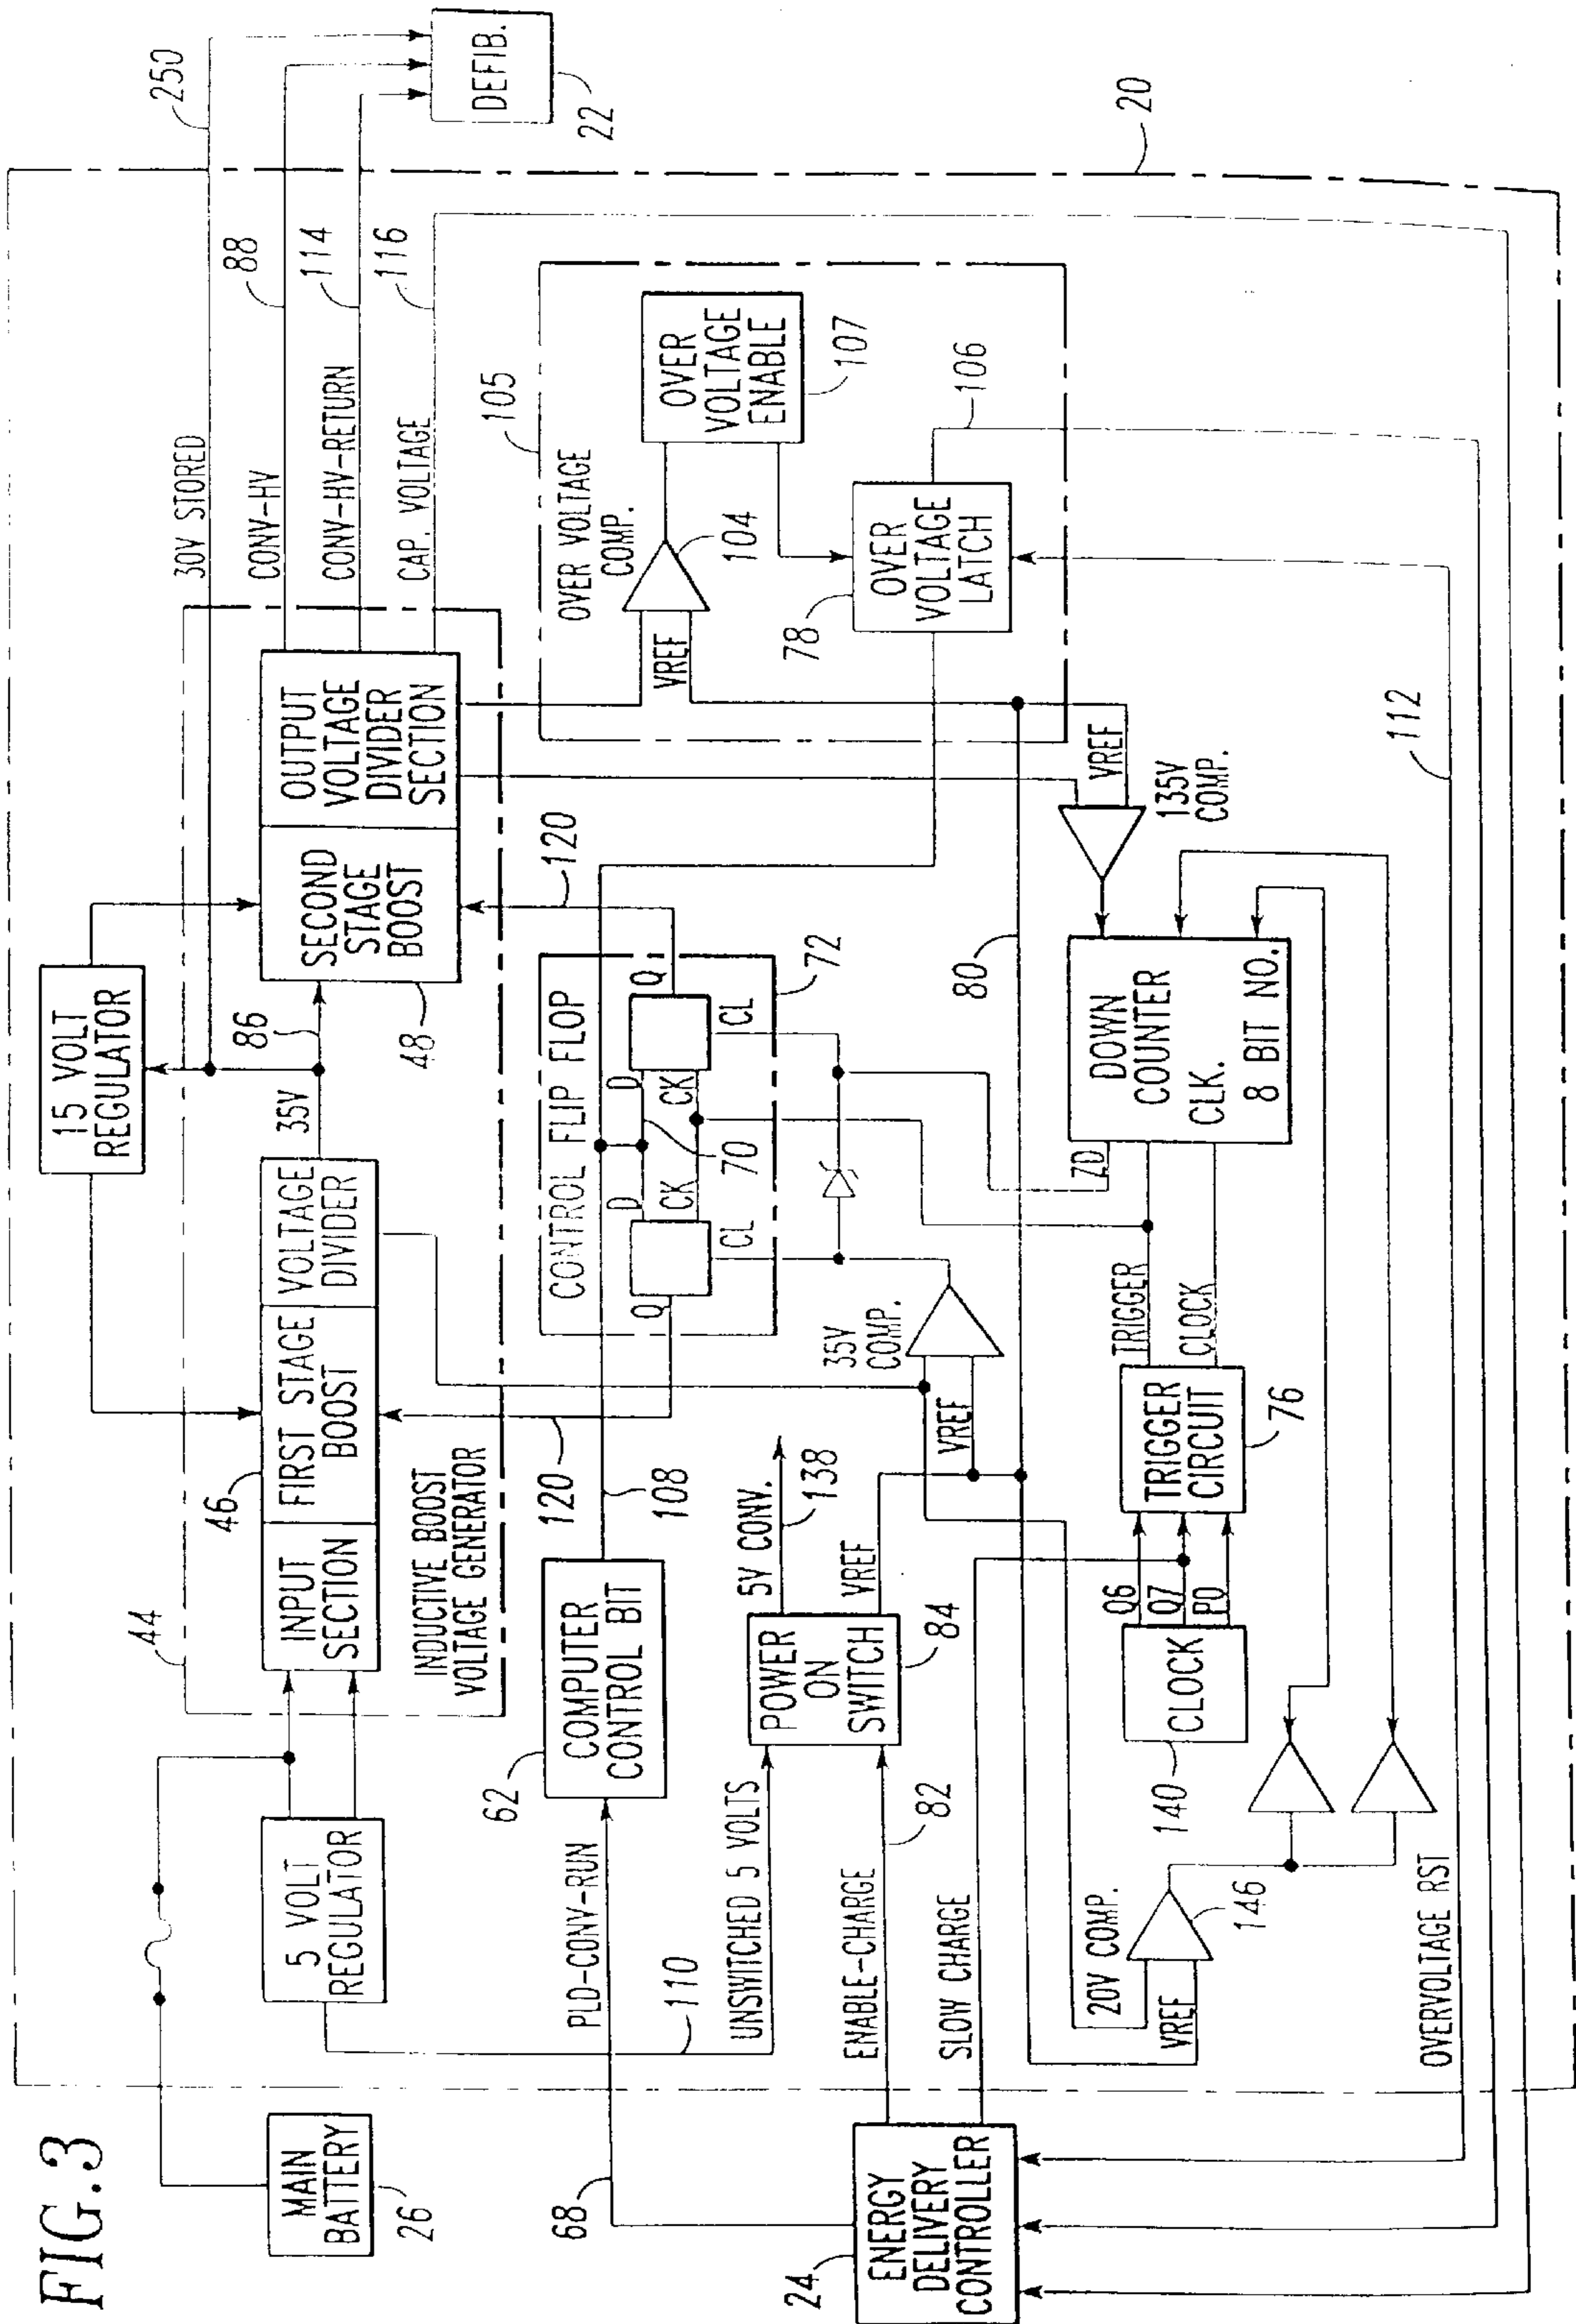 FIG.3
MAIN
BATTERY
26
5 VOLT
REGULATOR
44
46
INPUT
SECTION
FIRST STAGE
BOOST
VOLTAGE
DIVIDER
INDUCTIVE BOOST
VOLTAGE GENERATOR
15 VOLT
REGULATOR
35V
86
48
SECOND
STAGE
BOOST
OUTPUT
VOLTAGE
DIVIDER
SECTION
30V STORED
CONV-HV
CONV-HV-RETURN
CAP. VOLTAGE
250
88
114
116
DEFIB.
22
20
68
PLD-CONV-RUN
62
COMPUTER
CONTROL BIT
108
120
120
CONTROL FLIP FLOP
72
Q
D
CK
CL
70
D
CK
CL
Q
OVER VOLTAGE
COMP.
105
VREF
104
OVER
VOLTAGE
ENABLE
107
78
OVER
VOLTAGE
LATCH
106
110
UNSWITCHED 5 VOLTS
POWER
ON
SWITCH
84
5V CONV.
138
VREF
35V
COMP.
VREF
80
24
ENERGY
DELIVERY
CONTROLLER
ENABLE-CHARGE
82
SLOW CHARGE
140
CLOCK
Q6
Q7
PO
TRIGGER
CIRCUIT
76
TRIGGER
CLOCK
ZD
DOWN
COUNTER
CLK.
8 BIT NO.
VREF
135V
COMP.
20V COMP.
VREF
146
OVERVOLTAGE RST
112